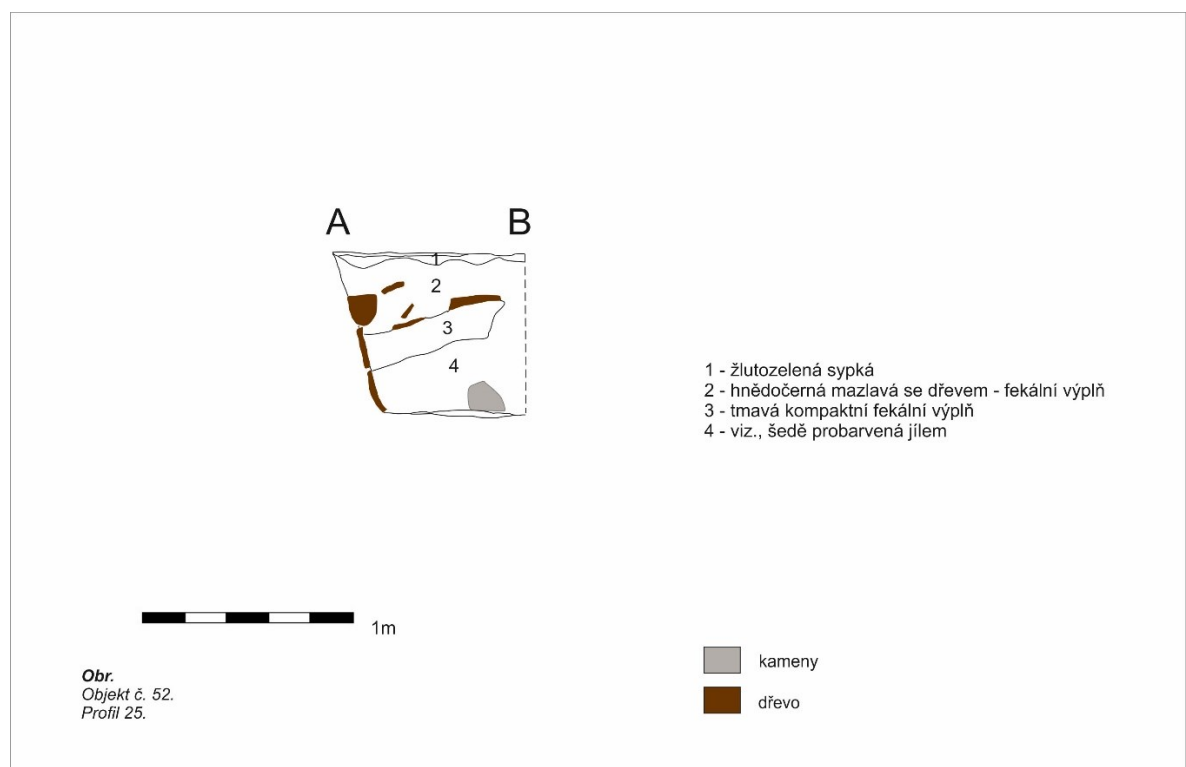 A
B
1
2
3
4
1 - žlutozelená sypká
2 - hnědočerná mazlavá se dřevem - fekální výplň
3 - tmavá kompaktní fekální výplň
4 - viz., šedě probarvená jílem
1m
kameny
dřevo
Obr.
Objekt č. 52.
Profil 25.